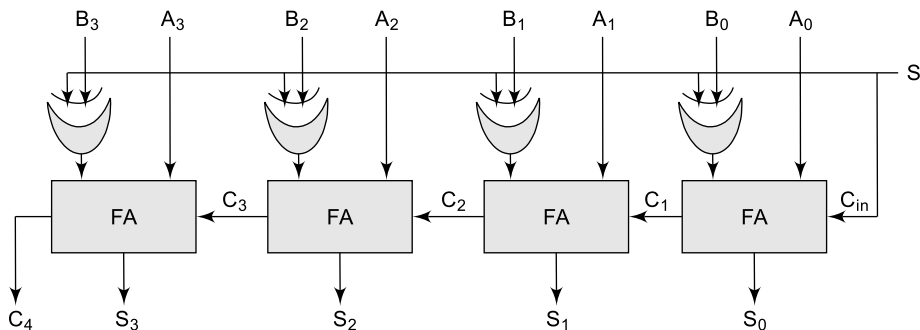 B3 A3 B2 A2 B1 A1 B0 A0
S
FA C3 FA C2 FA C1 FA Cin
C4 S3 S2 S1 S0